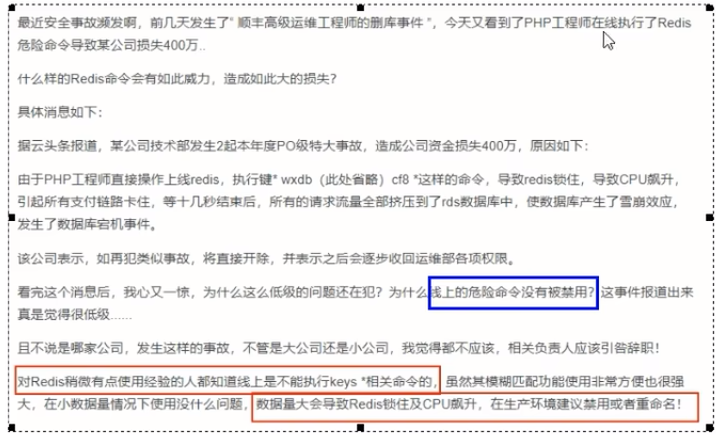 最近安全事故频发啊，前几天发生了" 顺丰高级运维工程师的删库事件 "，今天又看到了PHP工程师在线执行了Redis
危险命令导致某公司损失400万..
什么样的Redis命令会有如此威力，造成如此大的损失？
具体消息如下：
据云头条报道，某公司技术部发生2起本年度PO级特大事故，造成公司资金损失400万，原因如下：
由于PHP工程师直接操作上线redis，执行键* wxdb（此处省略）cf8 *这样的命令，导致redis锁住，导致CPU飙升，
引起所有支付链路卡住，等十几秒结束后，所有的请求流量全部挤压到了rds数据库中，使数据库产生了雪崩效应，
发生了数据库宕机事件。
该公司表示，如再犯类似事故，将直接开除，并表示之后会逐步收回运维部各项权限。
看完这个消息后，我心又一惊，为什么这么低级的问题还在犯？为什么线上的危险命令没有被禁用？这事件报道出来
真是觉得很低级......
且不说是哪家公司，发生这样的事故，不管是大公司还是小公司，我觉得都不应该，相关负责人应该引咎辞职！
对Redis稍微有点使用经验的人都知道线上是不能执行keys *相关命令的，虽然其模糊匹配功能使用非常方便也很强
大，在小数据量情况下使用没什么问题，数据量大会导致Redis锁住及CPU飙升，在生产环境建议禁用或者重命名！